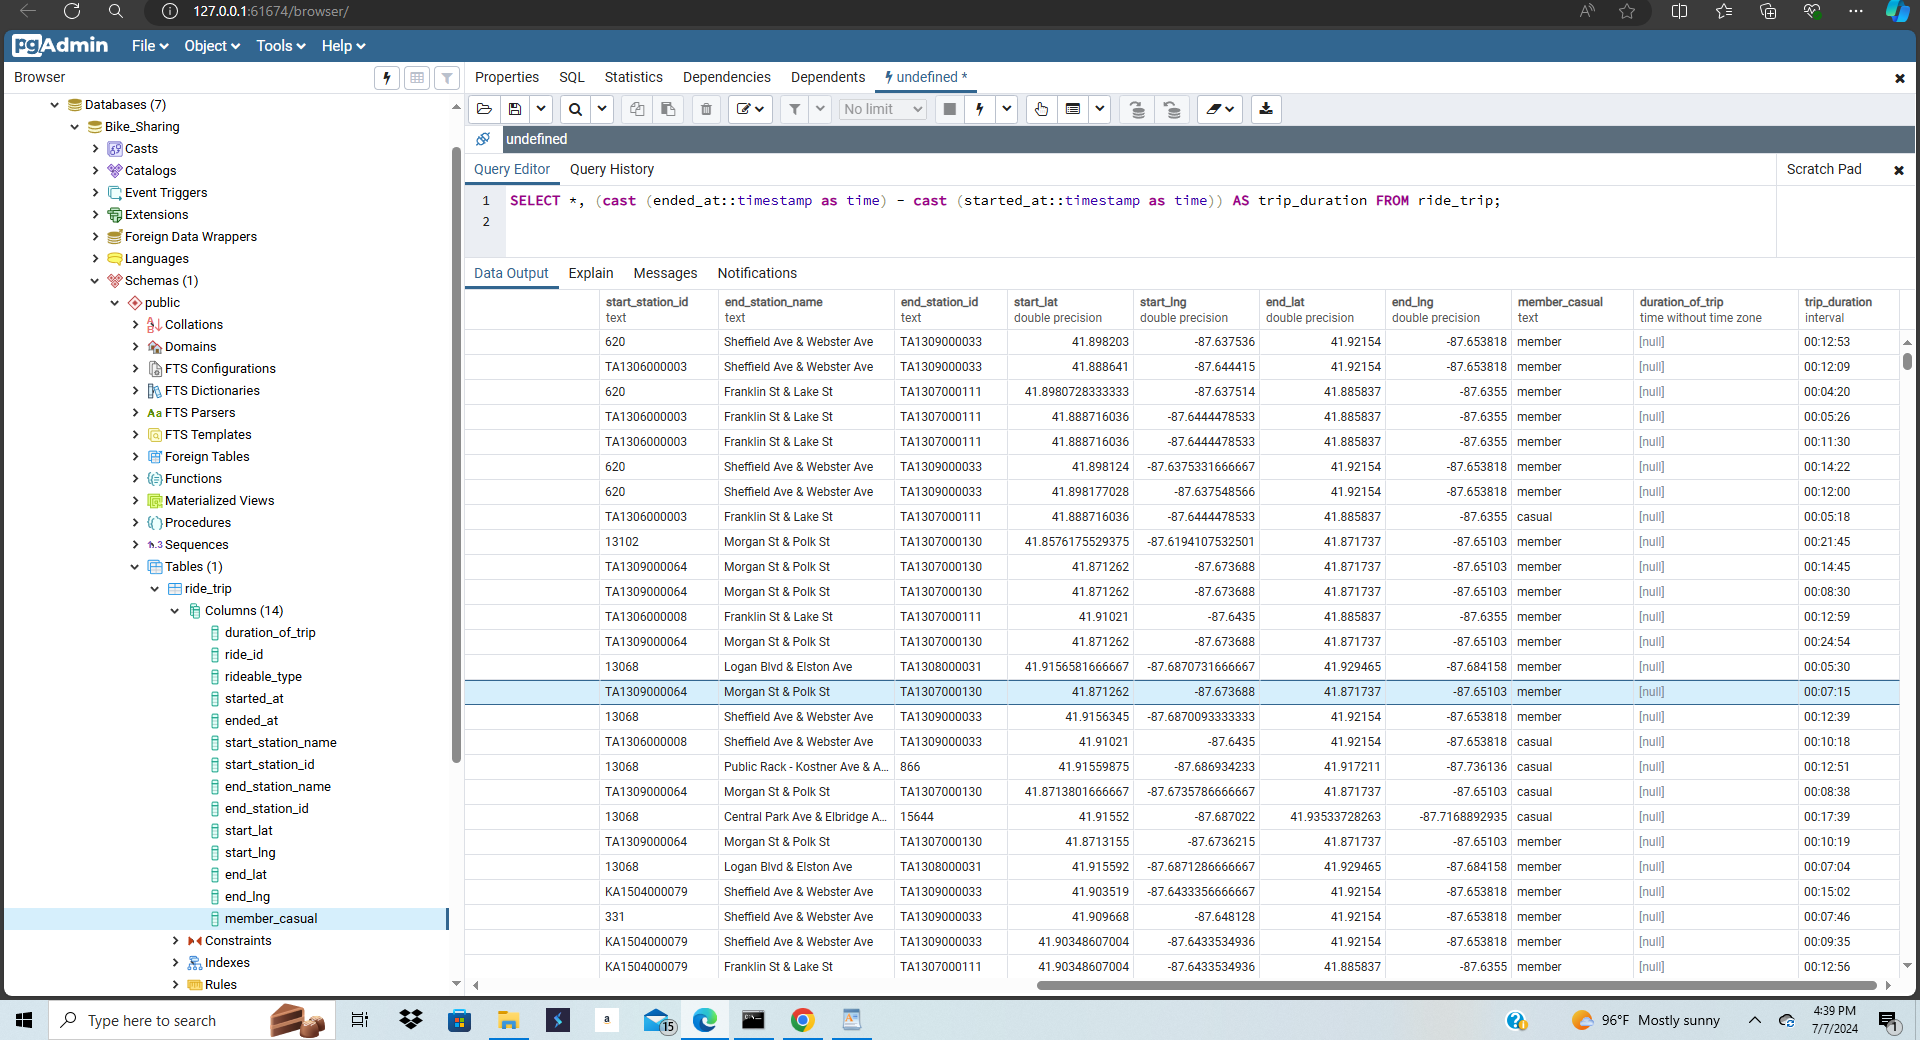 127.0.0.1:61674/browser/
pgAdmin File Object Tools Help
Browser
Properties SQL Statistics Dependencies Dependents undefined *
No limit
undefined
Query Editor Query History
Scratch Pad
1 SELECT *, (cast (ended_at::timestamp as time) - cast (started_at::timestamp as time)) AS trip_duration FROM ride_trip;
2
Data Output Explain Messages Notifications
Databases (7)
Bike_Sharing
Casts
Catalogs
Event Triggers
Extensions
Foreign Data Wrappers
Languages
Schemas (1)
public
Collations
Domains
FTS Configurations
FTS Dictionaries
FTS Parsers
FTS Templates
Foreign Tables
Functions
Materialized Views
Procedures
Sequences
Tables (1)
ride_trip
Columns (14)
duration_of_trip
ride_id
rideable_type
started_at
ended_at
start_station_name
start_station_id
end_station_name
end_station_id
start_lat
start_lng
end_lat
end_lng
member_casual
Constraints
Indexes
Rules
start_station_id end_station_name end_station_id start_lat start_lng end_lat end_lng member_casual duration_of_trip trip_duration
text text text double precision double precision double precision double precision text time without time zone interval
620 Sheffield Ave & Webster Ave TA1309000033 41.898203 -87.637536 41.92154 -87.653818 member [null] 00:12:53
TA1306000003 Sheffield Ave & Webster Ave TA1309000033 41.888641 -87.644415 41.92154 -87.653818 member [null] 00:12:09
620 Franklin St & Lake St TA1307000111 41.8980728333333 -87.637514 41.885837 -87.6355 member [null] 00:04:20
TA1306000003 Franklin St & Lake St TA1307000111 41.888716036 -87.6444478533 41.885837 -87.6355 member [null] 00:05:26
TA1306000003 Franklin St & Lake St TA1307000111 41.888716036 -87.6444478533 41.885837 -87.6355 member [null] 00:11:30
620 Sheffield Ave & Webster Ave TA1309000033 41.898124 -87.6375331666667 41.92154 -87.653818 member [null] 00:14:22
620 Sheffield Ave & Webster Ave TA1309000033 41.898177028 -87.637548566 41.92154 -87.653818 member [null] 00:12:00
TA1306000003 Franklin St & Lake St TA1307000111 41.888716036 -87.6444478533 41.885837 -87.6355 casual [null] 00:05:18
13102 Morgan St & Polk St TA1307000130 41.8576175529375 -87.6194107532501 41.871737 -87.65103 member [null] 00:21:45
TA1309000064 Morgan St & Polk St TA1307000130 41.871262 -87.673688 41.871737 -87.65103 member [null] 00:14:45
TA1309000064 Morgan St & Polk St TA1307000130 41.871262 -87.673688 41.871737 -87.65103 member [null] 00:08:30
TA1306000008 Franklin St & Lake St TA1307000111 41.91021 -87.6435 41.885837 -87.6355 member [null] 00:12:59
TA1309000064 Morgan St & Polk St TA1307000130 41.871262 -87.673688 41.871737 -87.65103 member [null] 00:24:54
13068 Logan Blvd & Elston Ave TA1308000031 41.9156581666667 -87.6870731666667 41.929465 -87.684158 member [null] 00:05:30
TA1309000064 Morgan St & Polk St TA1307000130 41.871262 -87.673688 41.871737 -87.65103 member [null] 00:07:15
13068 Sheffield Ave & Webster Ave TA1309000033 41.9156345 -87.6870093333333 41.92154 -87.653818 member [null] 00:12:39
TA1306000008 Sheffield Ave & Webster Ave TA1309000033 41.91021 -87.6435 41.92154 -87.653818 casual [null] 00:10:18
13068 Public Rack - Kostner Ave & A... 866 41.91559875 -87.686934233 41.917211 -87.736136 casual [null] 00:12:51
TA1309000064 Morgan St & Polk St TA1307000130 41.8713801666667 -87.6735786666667 41.871737 -87.65103 casual [null] 00:08:38
13068 Central Park Ave & Elbridge A... 15644 41.91552 -87.687022 41.93533728263 -87.7168892935 casual [null] 00:17:39
TA1309000064 Morgan St & Polk St TA1307000130 41.8713155 -87.6736215 41.871737 -87.65103 member [null] 00:10:19
13068 Logan Blvd & Elston Ave TA1308000031 41.915592 -87.6871286666667 41.929465 -87.684158 member [null] 00:07:04
KA1504000079 Sheffield Ave & Webster Ave TA1309000033 41.903519 -87.6433356666667 41.92154 -87.653818 member [null] 00:15:02
331 Sheffield Ave & Webster Ave TA1309000033 41.909668 -87.648128 41.92154 -87.653818 member [null] 00:07:46
KA1504000079 Sheffield Ave & Webster Ave TA1309000033 41.90348607004 -87.6433534936 41.92154 -87.653818 member [null] 00:09:35
KA1504000079 Franklin St & Lake St TA1307000111 41.90348607004 -87.6433534936 41.885837 -87.6355 member [null] 00:12:56
Type here to search
a
15
96°F Mostly sunny
4:39 PM
7/7/2024
1